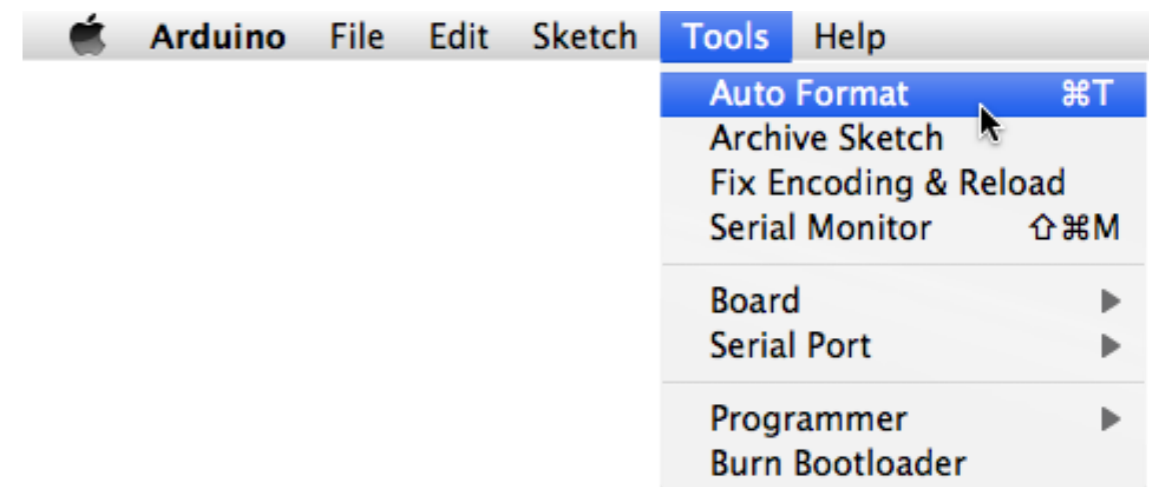 Arduino File Edit Sketch Tools Help
Auto Format ⌘T
Archive Sketch
Fix Encoding & Reload
Serial Monitor ⇧⌘M
Board
Serial Port
Programmer
Burn Bootloader